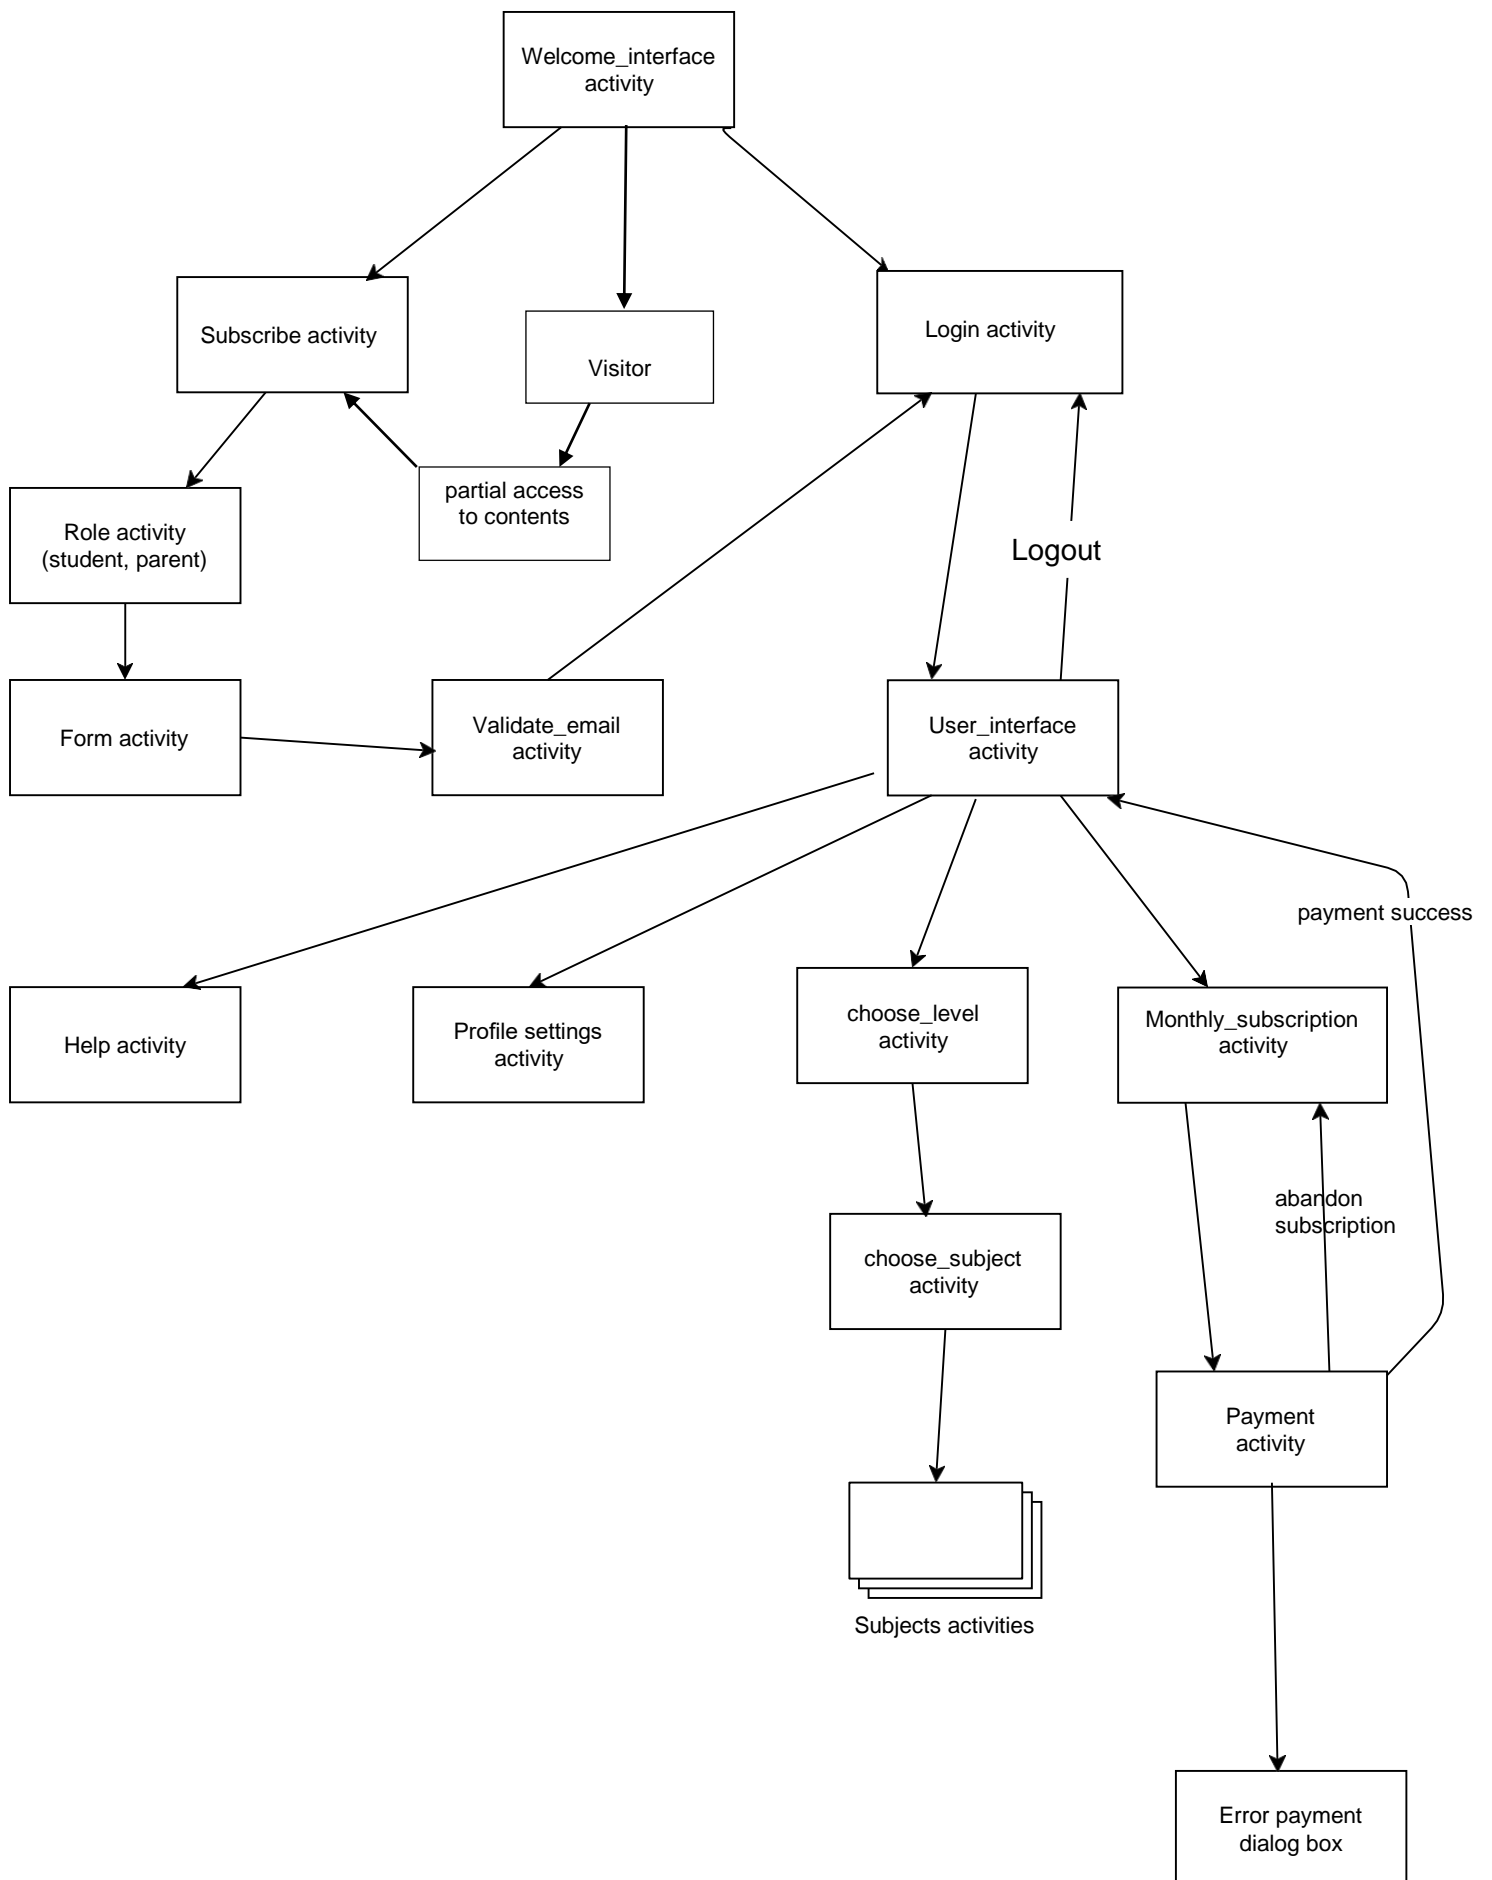 Welcome_interface
activity
Subscribe activity
Visitor
Login activity
partial access
to contents
Role activity
(student, parent)
Logout
Form activity
Validate_email
activity
User_interface
activity
payment success
Help activity
Profile settings
activity
choose_level
activity
Monthly_subscription
activity
abandon
subscription
choose_subject
activity
Payment
activity
Subjects activities
Error payment
dialog box